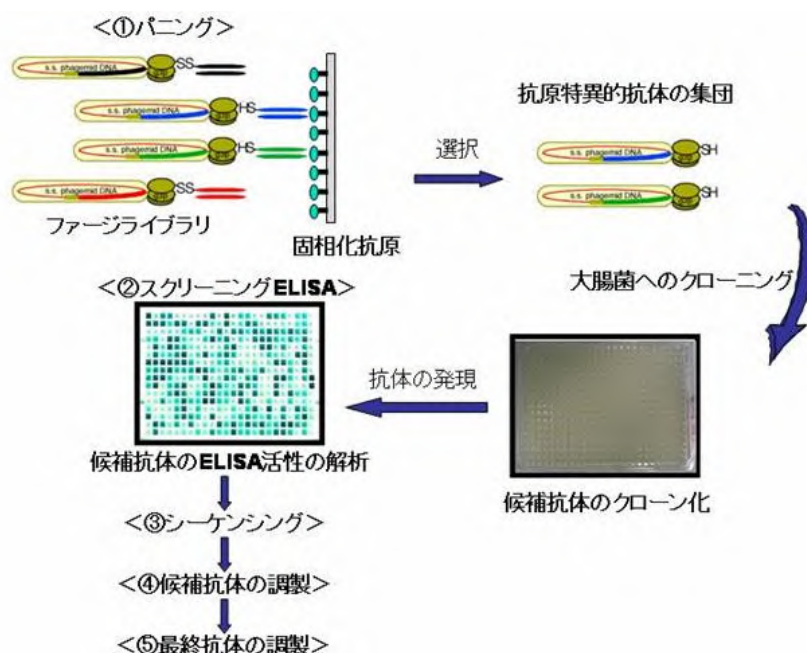 <①パニング>
s.s. phagemid DNA
SS
s.s. phagemid DNA
HS
s.s. phagemid DNA
HS
s.s. phagemid DNA
SS
ファージライブラリ
固相化抗原
選択
抗原特異的抗体の集団
s.s. phagemid DNA
SH
s.s. phagemid DNA
SH
大腸菌へのクローニング
候補抗体のクローン化
抗体の発現
<②スクリーニングELISA>
候補抗体のELISA活性の解析
<③シーケンシング>
<④候補抗体の調製>
<⑤最終抗体の調製>